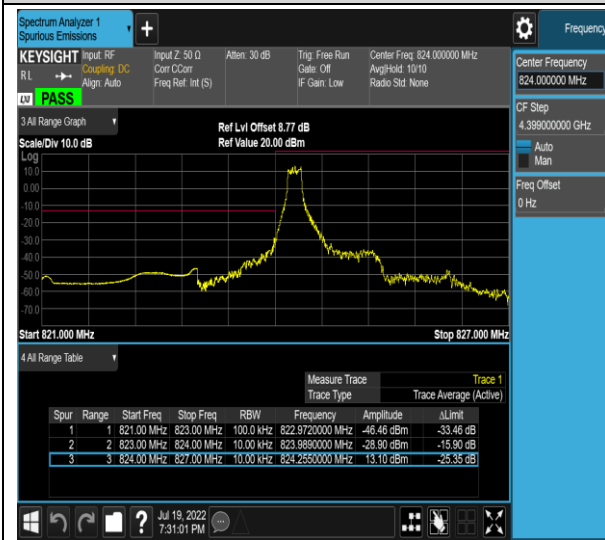 Spectrum Analyzer 1
Spurious Emissions
Frequency
KEYSIGHT
RL
Input: RF
Coupling: DC
Align: Auto
Input Z: 50 Ω
Corr CCorr
Freq Ref: Int (S)
Atten: 30 dB
Trig: Free Run
Gate: Off
IF Gain: Low
Center Freq: 824.000000 MHz
Avg|Hold: 10/10
Radio Std: None
LXI PASS
3 All Range Graph
Scale/Div 10.0 dB
Ref Lvl Offset 8.77 dB
Ref Value 20.00 dBm
Log
10.0
0.00
-10.0
-20.0
-30.0
-40.0
-50.0
-60.0
-70.0
Start 821.000 MHz
Stop 827.000 MHz
4 All Range Table
Measure Trace Trace 1
Trace Type Trace Average (Active)
Spur Range Start Freq Stop Freq RBW Frequency Amplitude ΔLimit
1 1 821.00 MHz 823.00 MHz 100.0 kHz 822.9720000 MHz -46.46 dBm -33.46 dB
2 2 823.00 MHz 824.00 MHz 10.00 kHz 823.9890000 MHz -28.90 dBm -15.90 dB
3 3 824.00 MHz 827.00 MHz 10.00 kHz 824.2550000 MHz 13.10 dBm -25.35 dB
Center Frequency
824.000000 MHz
CF Step
4.399000000 GHz
Auto
Man
Freq Offset
0 Hz
Jul 19, 2022
7:31:01 PM